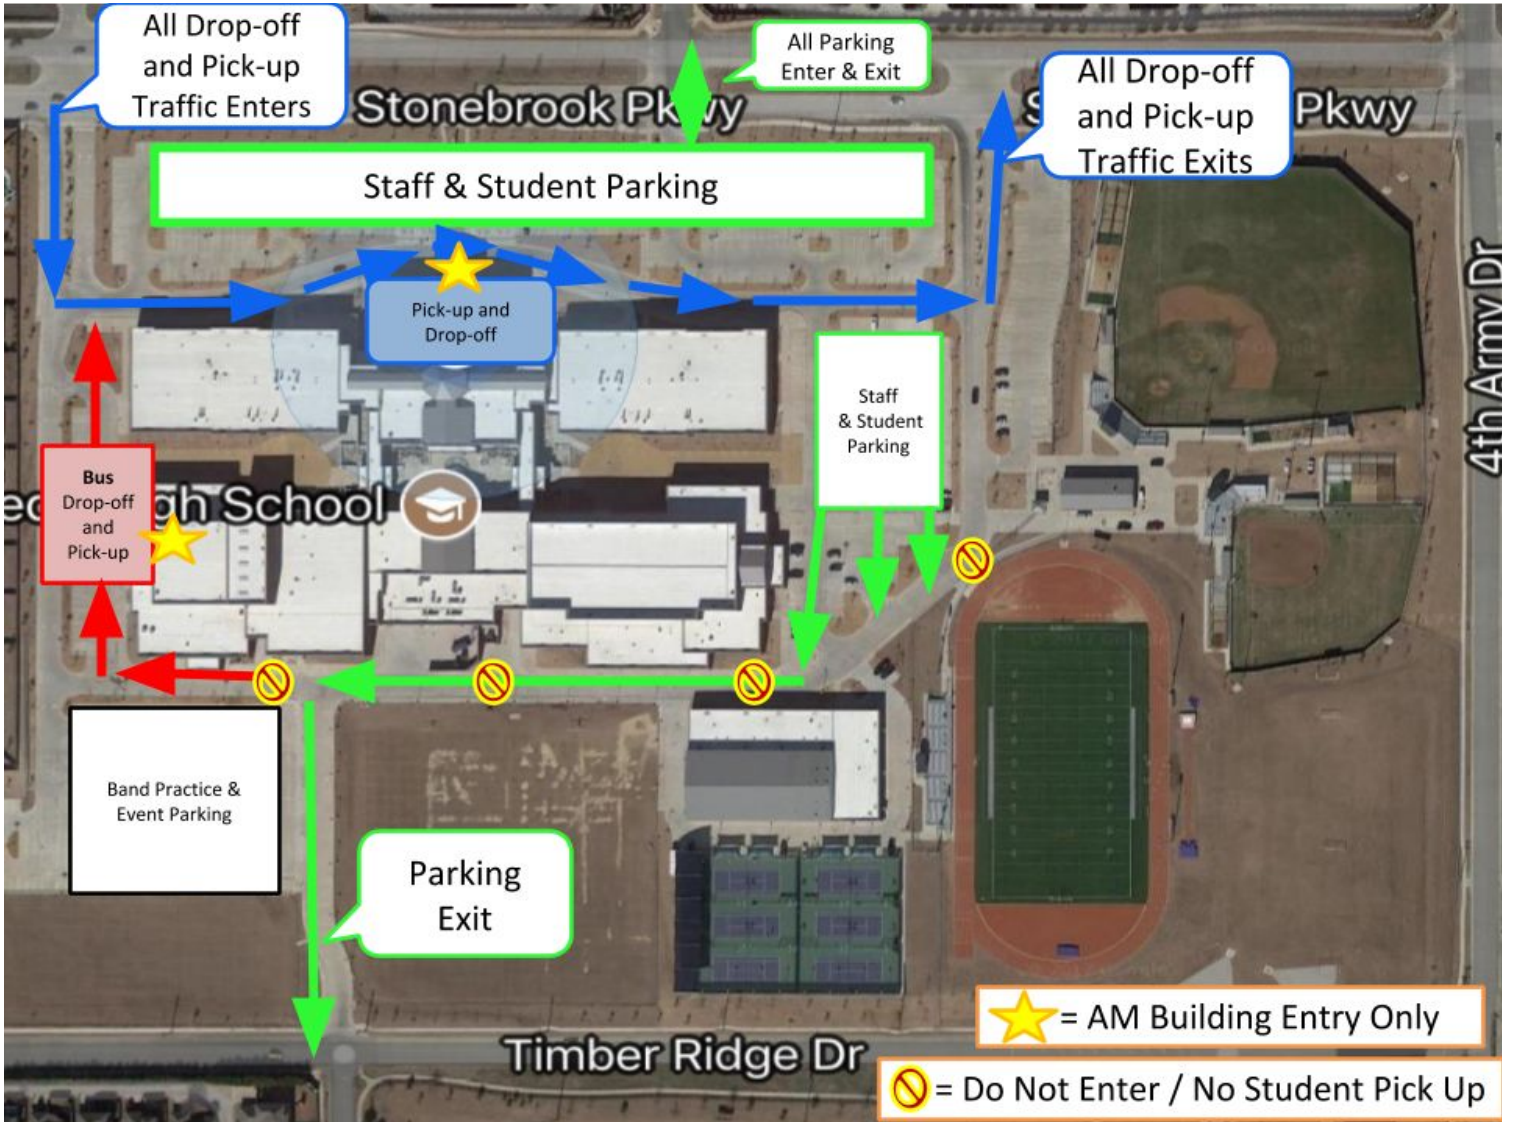 All Drop-off
and Pick-up
Traffic Enters
All Parking
Enter & Exit
All Drop-off
and Pick-up
Traffic Exits
Stonebrook Pkwy
Pkwy
Staff & Student Parking
Pick-up and
Drop-off
Staff
& Student
Parking
4th Army Dr
Bus
Drop-off
and
Pick-up
School
Band Practice &
Event Parking
Parking
Exit
Timber Ridge Dr
= AM Building Entry Only
= Do Not Enter / No Student Pick Up